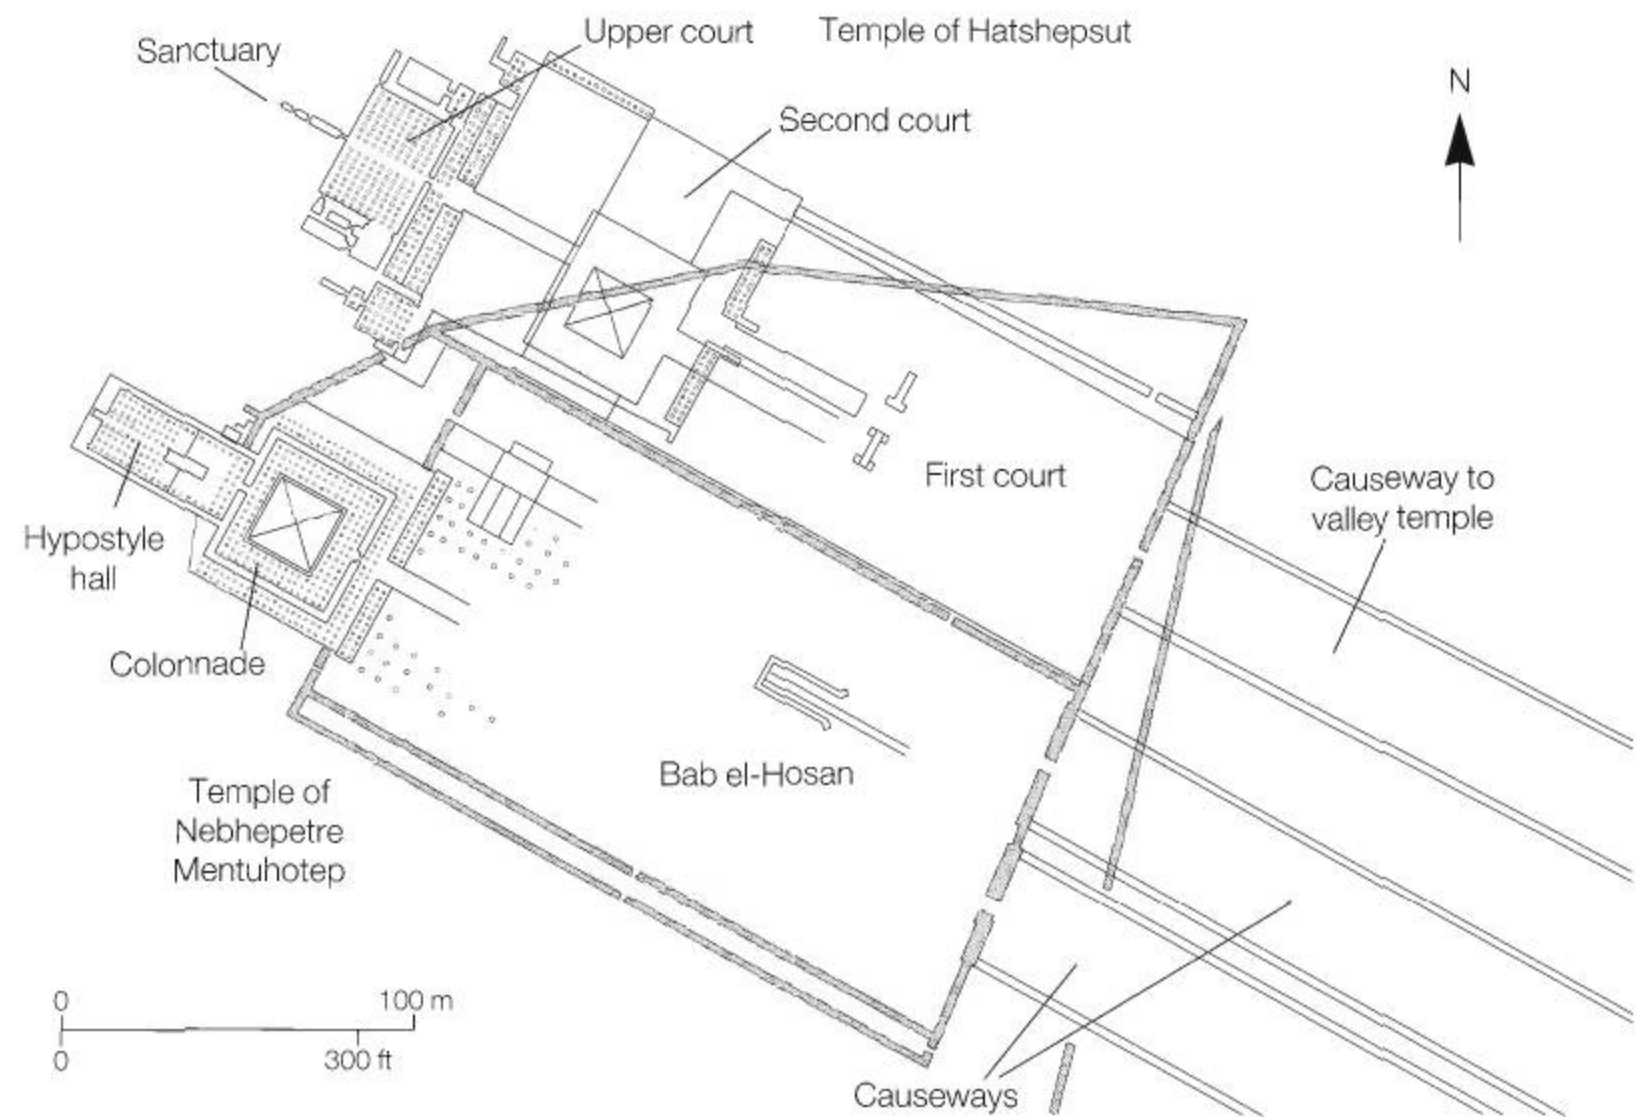 Upper court
Temple of Hatshepsut
Sanctuary
N
Second court
First court
Causeway to
valley temple
Hypostyle
hall
Colonnade
Bab el-Hosan
Temple of
Nebhepetre
Mentuhotep
0
100 m
0
300 ft
Causeways